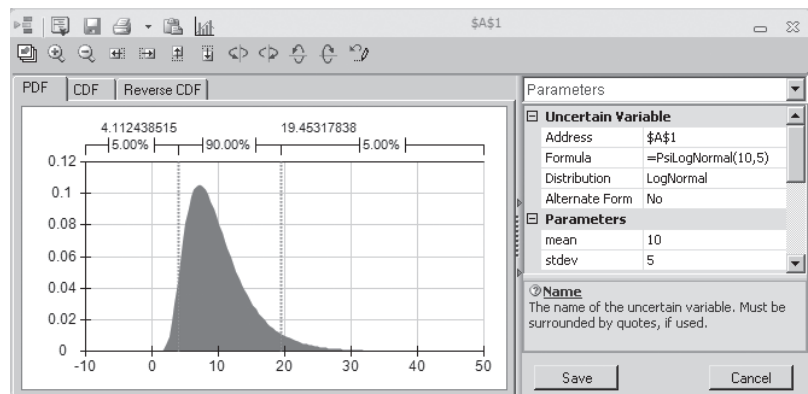 $A$1
PDF CDF Reverse CDF
Parameters
4.112438515 19.45317838
5.00% 90.00% 5.00%
0.12
0.1
0.08
0.06
0.04
0.02
0
-10 0 10 20 30 40 50
Uncertain Variable
Address $A$1
Formula =PsiLogNormal(10,5)
Distribution LogNormal
Alternate Form No
Parameters
mean 10
stdev 5
Name
The name of the uncertain variable. Must be
surrounded by quotes, if used.
Save Cancel